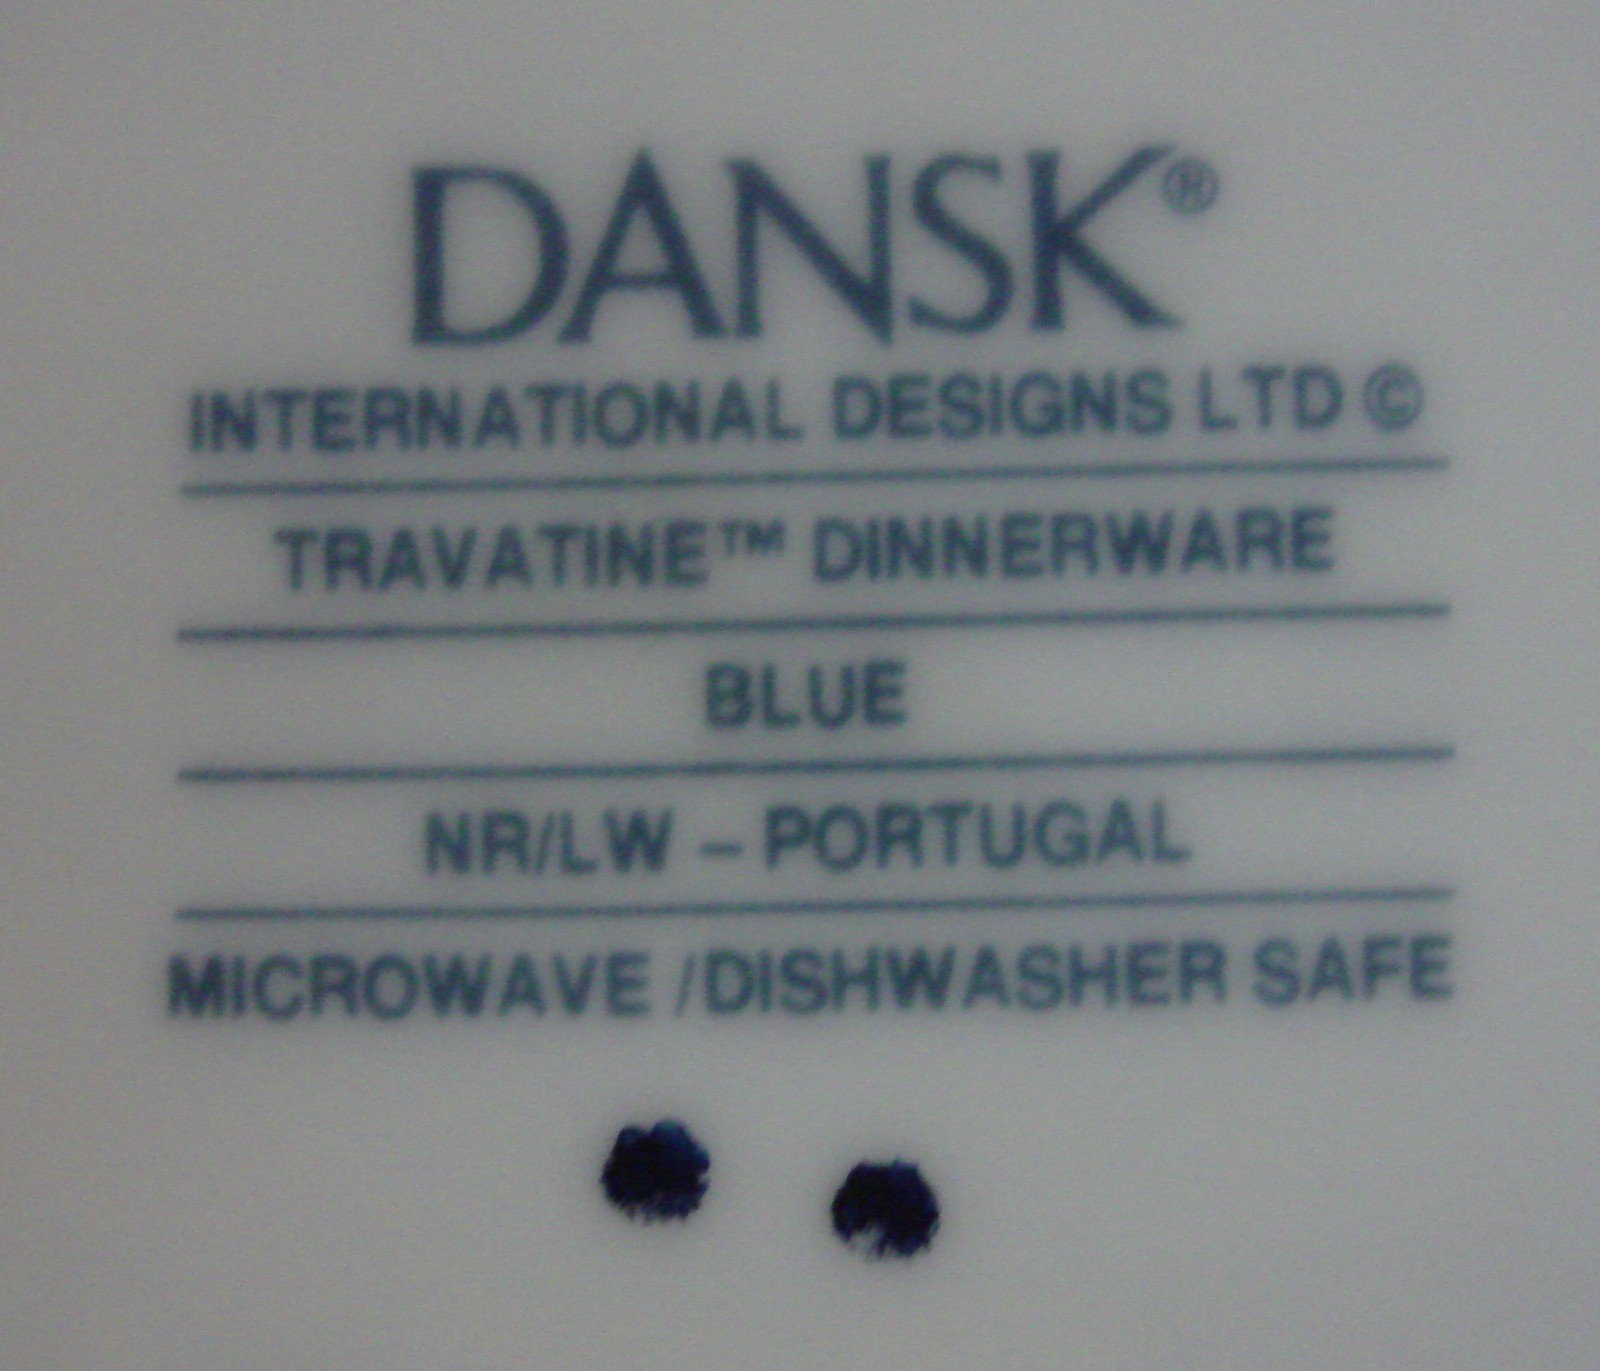 DANSK®
INTERNATIONAL DESIGNS LTD ©
TRAVATINE™ DINNERWARE
BLUE
NR/LW – PORTUGAL
MICROWAVE /DISHWASHER SAFE